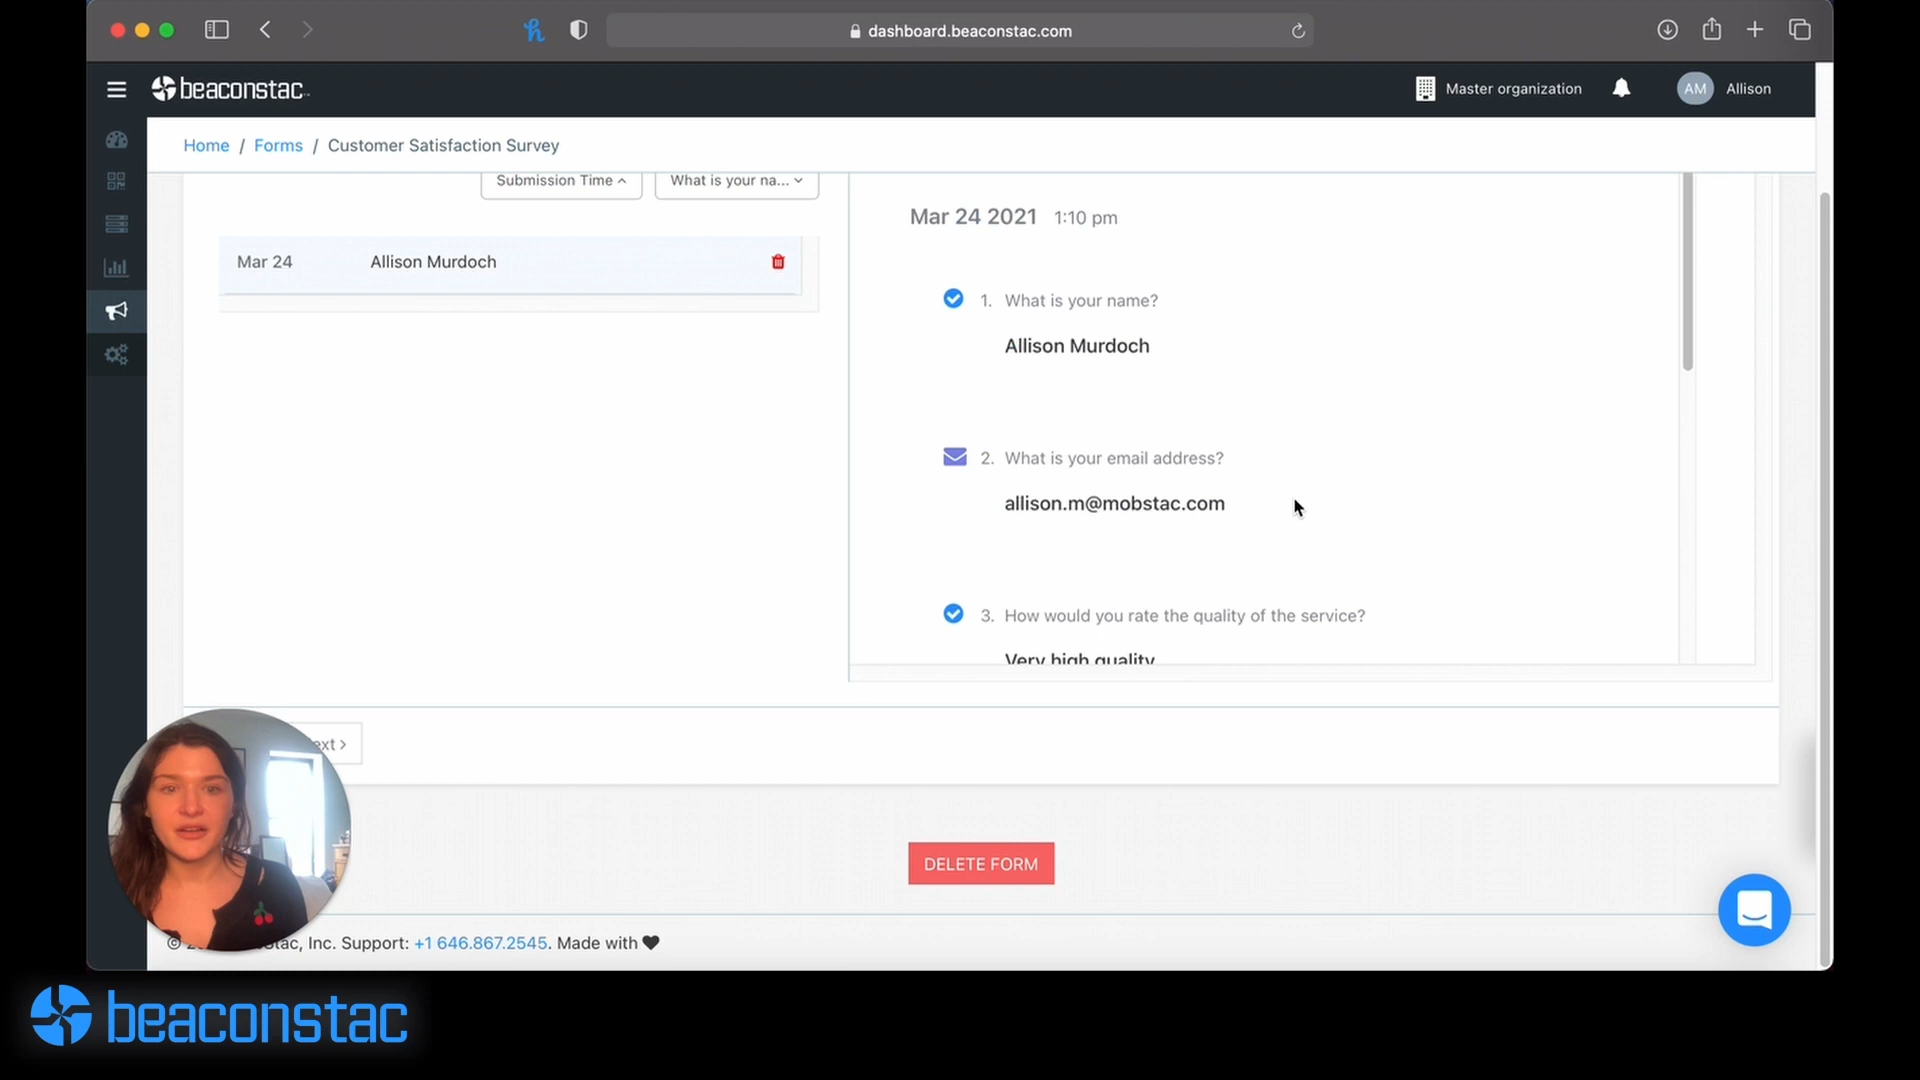 dashboard.beaconstac.com
beaconstac
Master organization
AM
Allison
Home / Forms / Customer Satisfaction Survey
Submission Time
What is your na...
Mar 24 2021 1:10 pm
Mar 24 Allison Murdoch
1. What is your name?
Allison Murdoch
2. What is your email address?
allison.m@mobstac.com
3. How would you rate the quality of the service?
Very high quality
DELETE FORM
Inc. Support: +1 646.867.2545. Made with
beaconstac